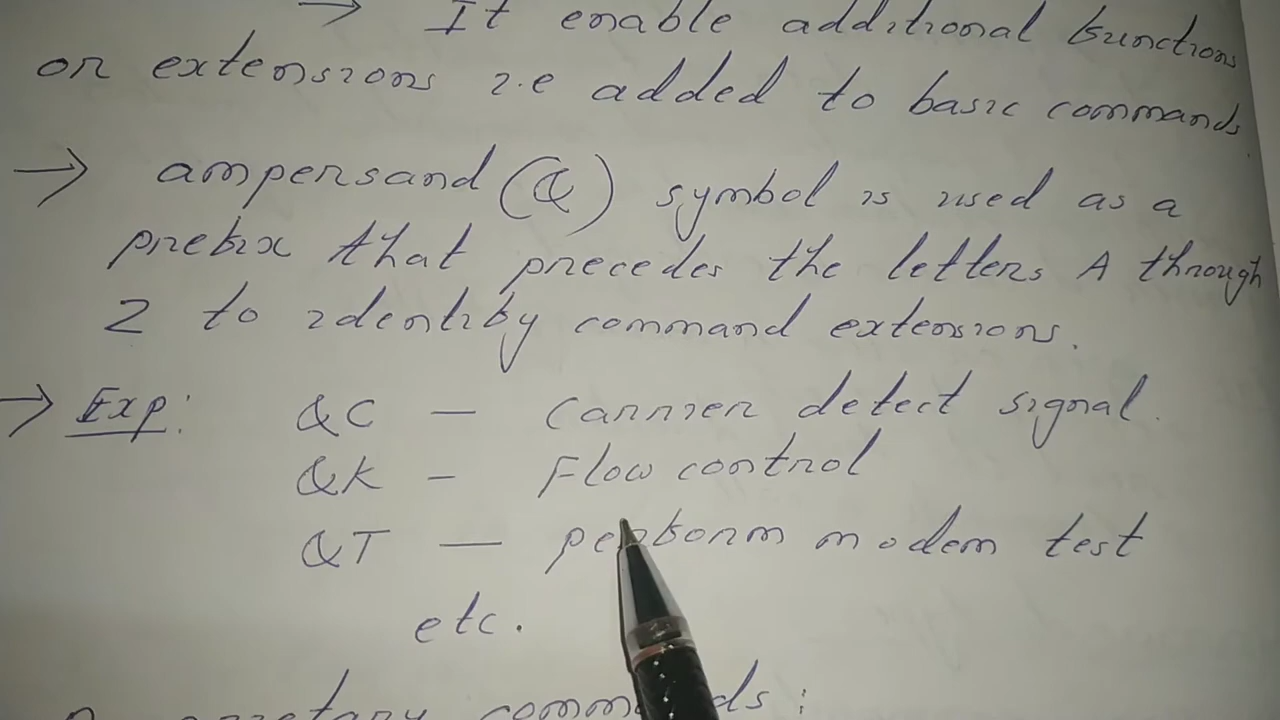 → It enable additional functions
or extensions i.e added to basic commands.
→ ampersand (&) symbol is used as a
prefix that precedes the letters A through
Z to identify command extensions.
→ Exp: &C — Carrier detect signal.
&K - Flow control
&T — perform modem test
etc.
commands: